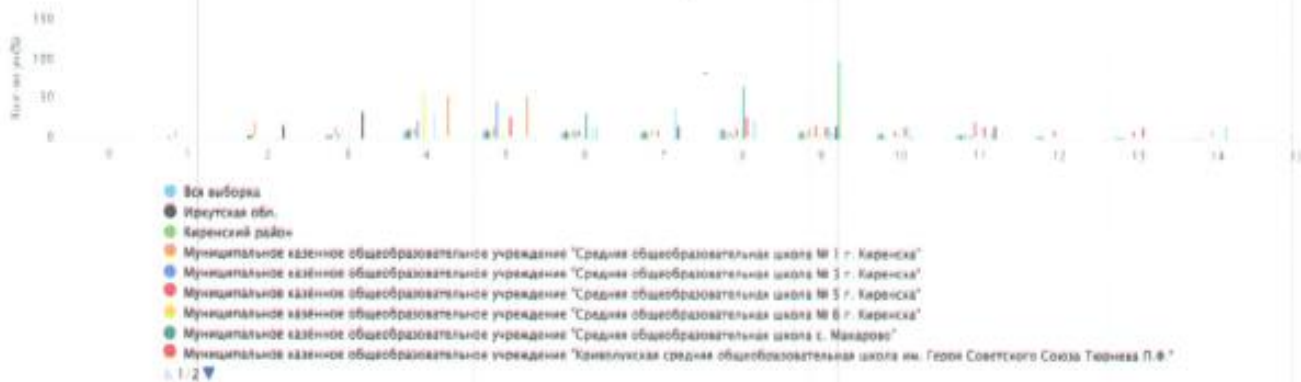 150
100
50
0
0 1 2 3 4 5 6 7 8 9 10 11 12 13 14
Вся выборка
Иркутская обл.
Киренский район
Муниципальное казенное общеобразовательное учреждение "Средняя общеобразовательная школа № 1 г. Киренска"
Муниципальное казённое общеобразовательное учреждение "Средняя общеобразовательная школа № 3 г. Киренска"
Муниципальное казённое общеобразовательное учреждение "Средняя общеобразовательная школа № 5 г. Киренска"
Муниципальное казённое общеобразовательное учреждение "Средняя общеобразовательная школа № 6 г. Киренска"
Муниципальное казённое общеобразовательное учреждение "Средняя общеобразовательная школа с. Макарово"
Муниципальное казённое общеобразовательное учреждение "Криволукская средняя общеобразовательная школа им. Героя Советского Союза Тюрнева П.Ф."
1/2